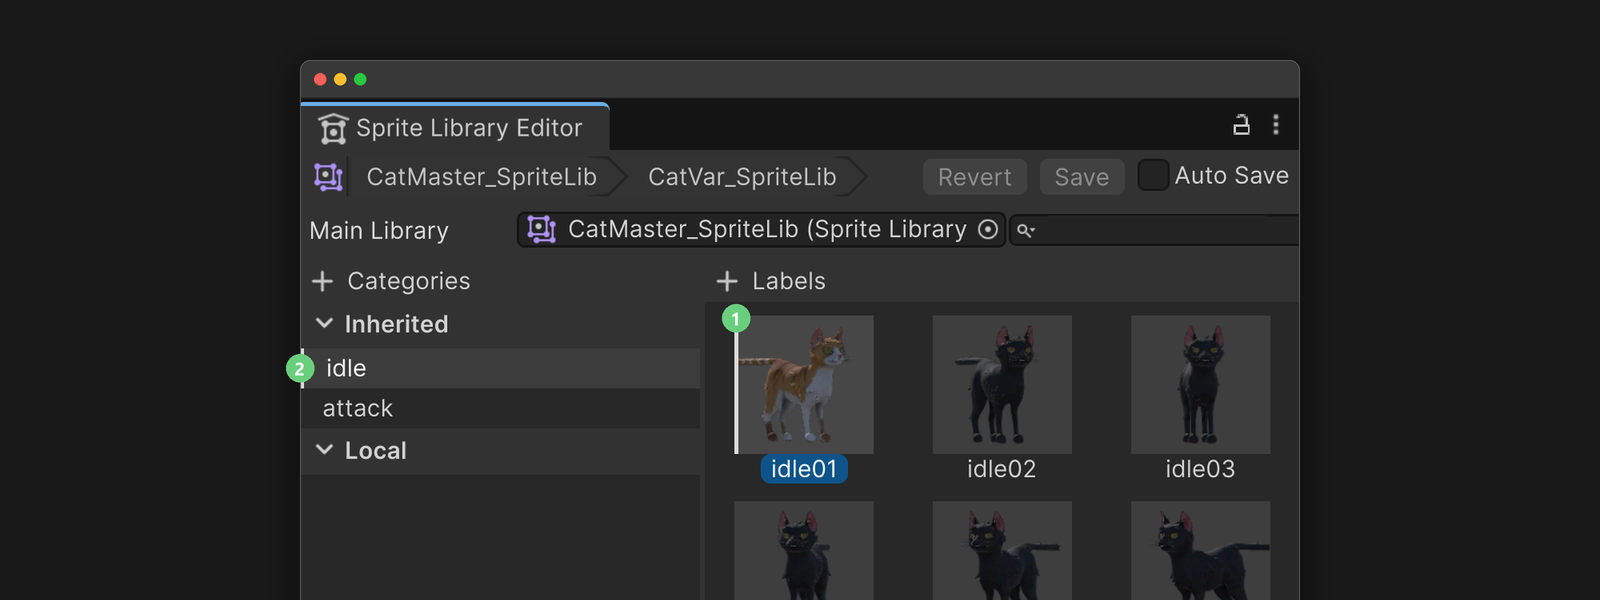 Sprite Library Editor
CatMaster_SpriteLib CatVar_SpriteLib Revert Save Auto Save
Main Library CatMaster_SpriteLib (Sprite Library
Categories Labels
Inherited
1
2 idle
attack
Local
idle01 idle02 idle03